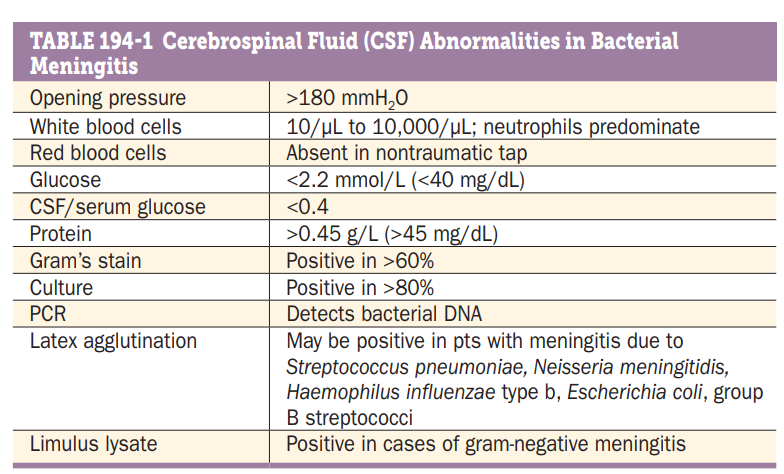 TABLE 194-1 Cerebrospinal Fluid (CSF) Abnormalities in Bacterial
Meningitis
Opening pressure >180 mmH₂O
White blood cells 10/μL to 10,000/μL; neutrophils predominate
Red blood cells Absent in nontraumatic tap
Glucose <2.2 mmol/L (<40 mg/dL)
CSF/serum glucose <0.4
Protein >0.45 g/L (>45 mg/dL)
Gram’s stain Positive in >60%
Culture Positive in >80%
PCR Detects bacterial DNA
Latex agglutination May be positive in pts with meningitis due to
Streptococcus pneumoniae, Neisseria meningitidis,
Haemophilus influenzae type b, Escherichia coli, group
B streptococci
Limulus lysate Positive in cases of gram-negative meningitis